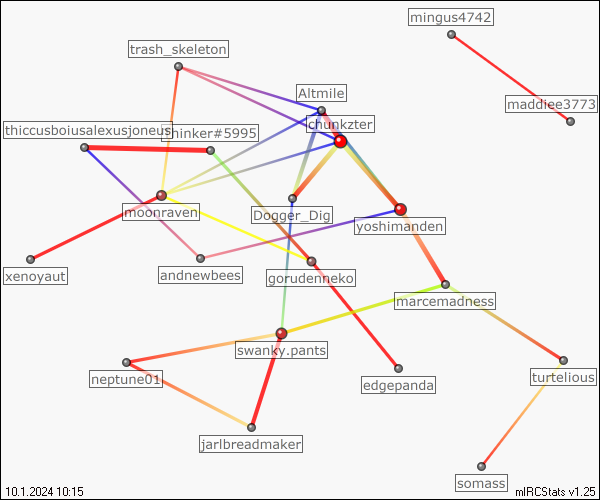 mingus4742
trash_skeleton
Altmile
maddiee3773
chunkzter
thiccusboiusalexusjoneus
Thinker#5995
moonraven
Dogger_Dig
yoshimanden
xenoyaut
andnewbees
gorudenneko
marcemadness
swanky.pants
neptune01
edgepanda
turtelious
jarlbreadmaker
somass
10.1.2024 10:15
mIRCStats v1.25